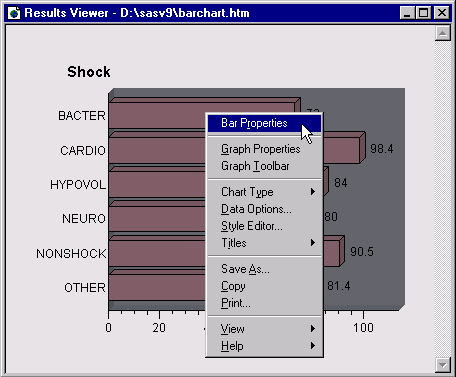 Results Viewer - D:\sasv9\barchart.htm
Shock
BACTER
CARDIO 98.4
HYPOVOL 84
NEURO 80
NONSHOCK 90.5
OTHER 81.4
0 20 100
Bar Properties
Graph Properties
Graph Toolbar
Chart Type
Data Options...
Style Editor...
Titles
Save As...
Copy
Print...
View
Help